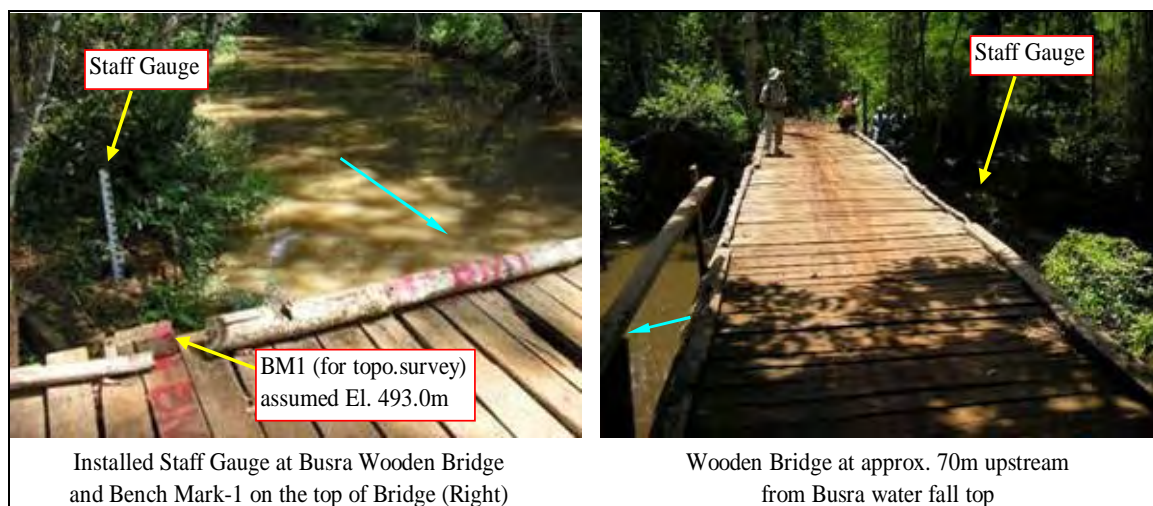 Staff Gauge
BM1 (for topo.survey)
assumed El. 493.0m
Installed Staff Gauge at Busra Wooden Bridge
and Bench Mark-1 on the top of Bridge (Right)
Staff Gauge
Wooden Bridge at approx. 70m upstream
from Busra water fall top